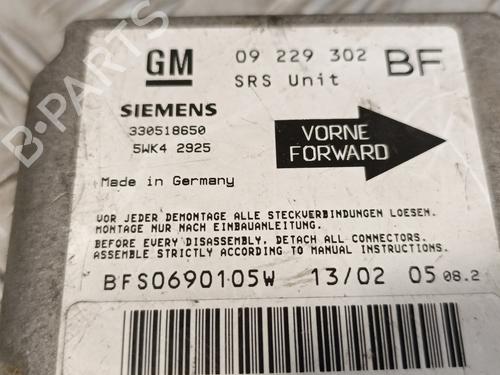 GM 09 229 302 BF
SRS Unit
SIEMENS
330518650
5WK4 2925
VORNE
FORWARD
Made in Germany
VOR JEDER DEMONTAGE ALLE STECKVERBINDUNGEN LOESEN.
MONTAGE NUR NACH EINBAUANLEITUNG.
BEFORE EVERY DISASSEMBLY, DETACH ALL CONNECTORS.
ASSEMBLE STRICTLY ACCORDING TO MANUAL INSTRUCTIONS.
BFS0690105W 13/02 05 08.2
B-PARTS